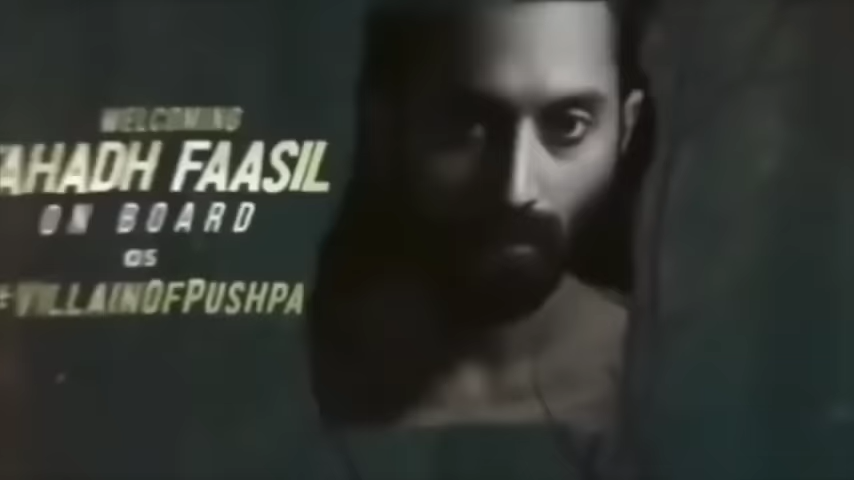 WELCOMING
AHADH FAASIL
ON BOARD
as
#VILLAINOFPUSHPA